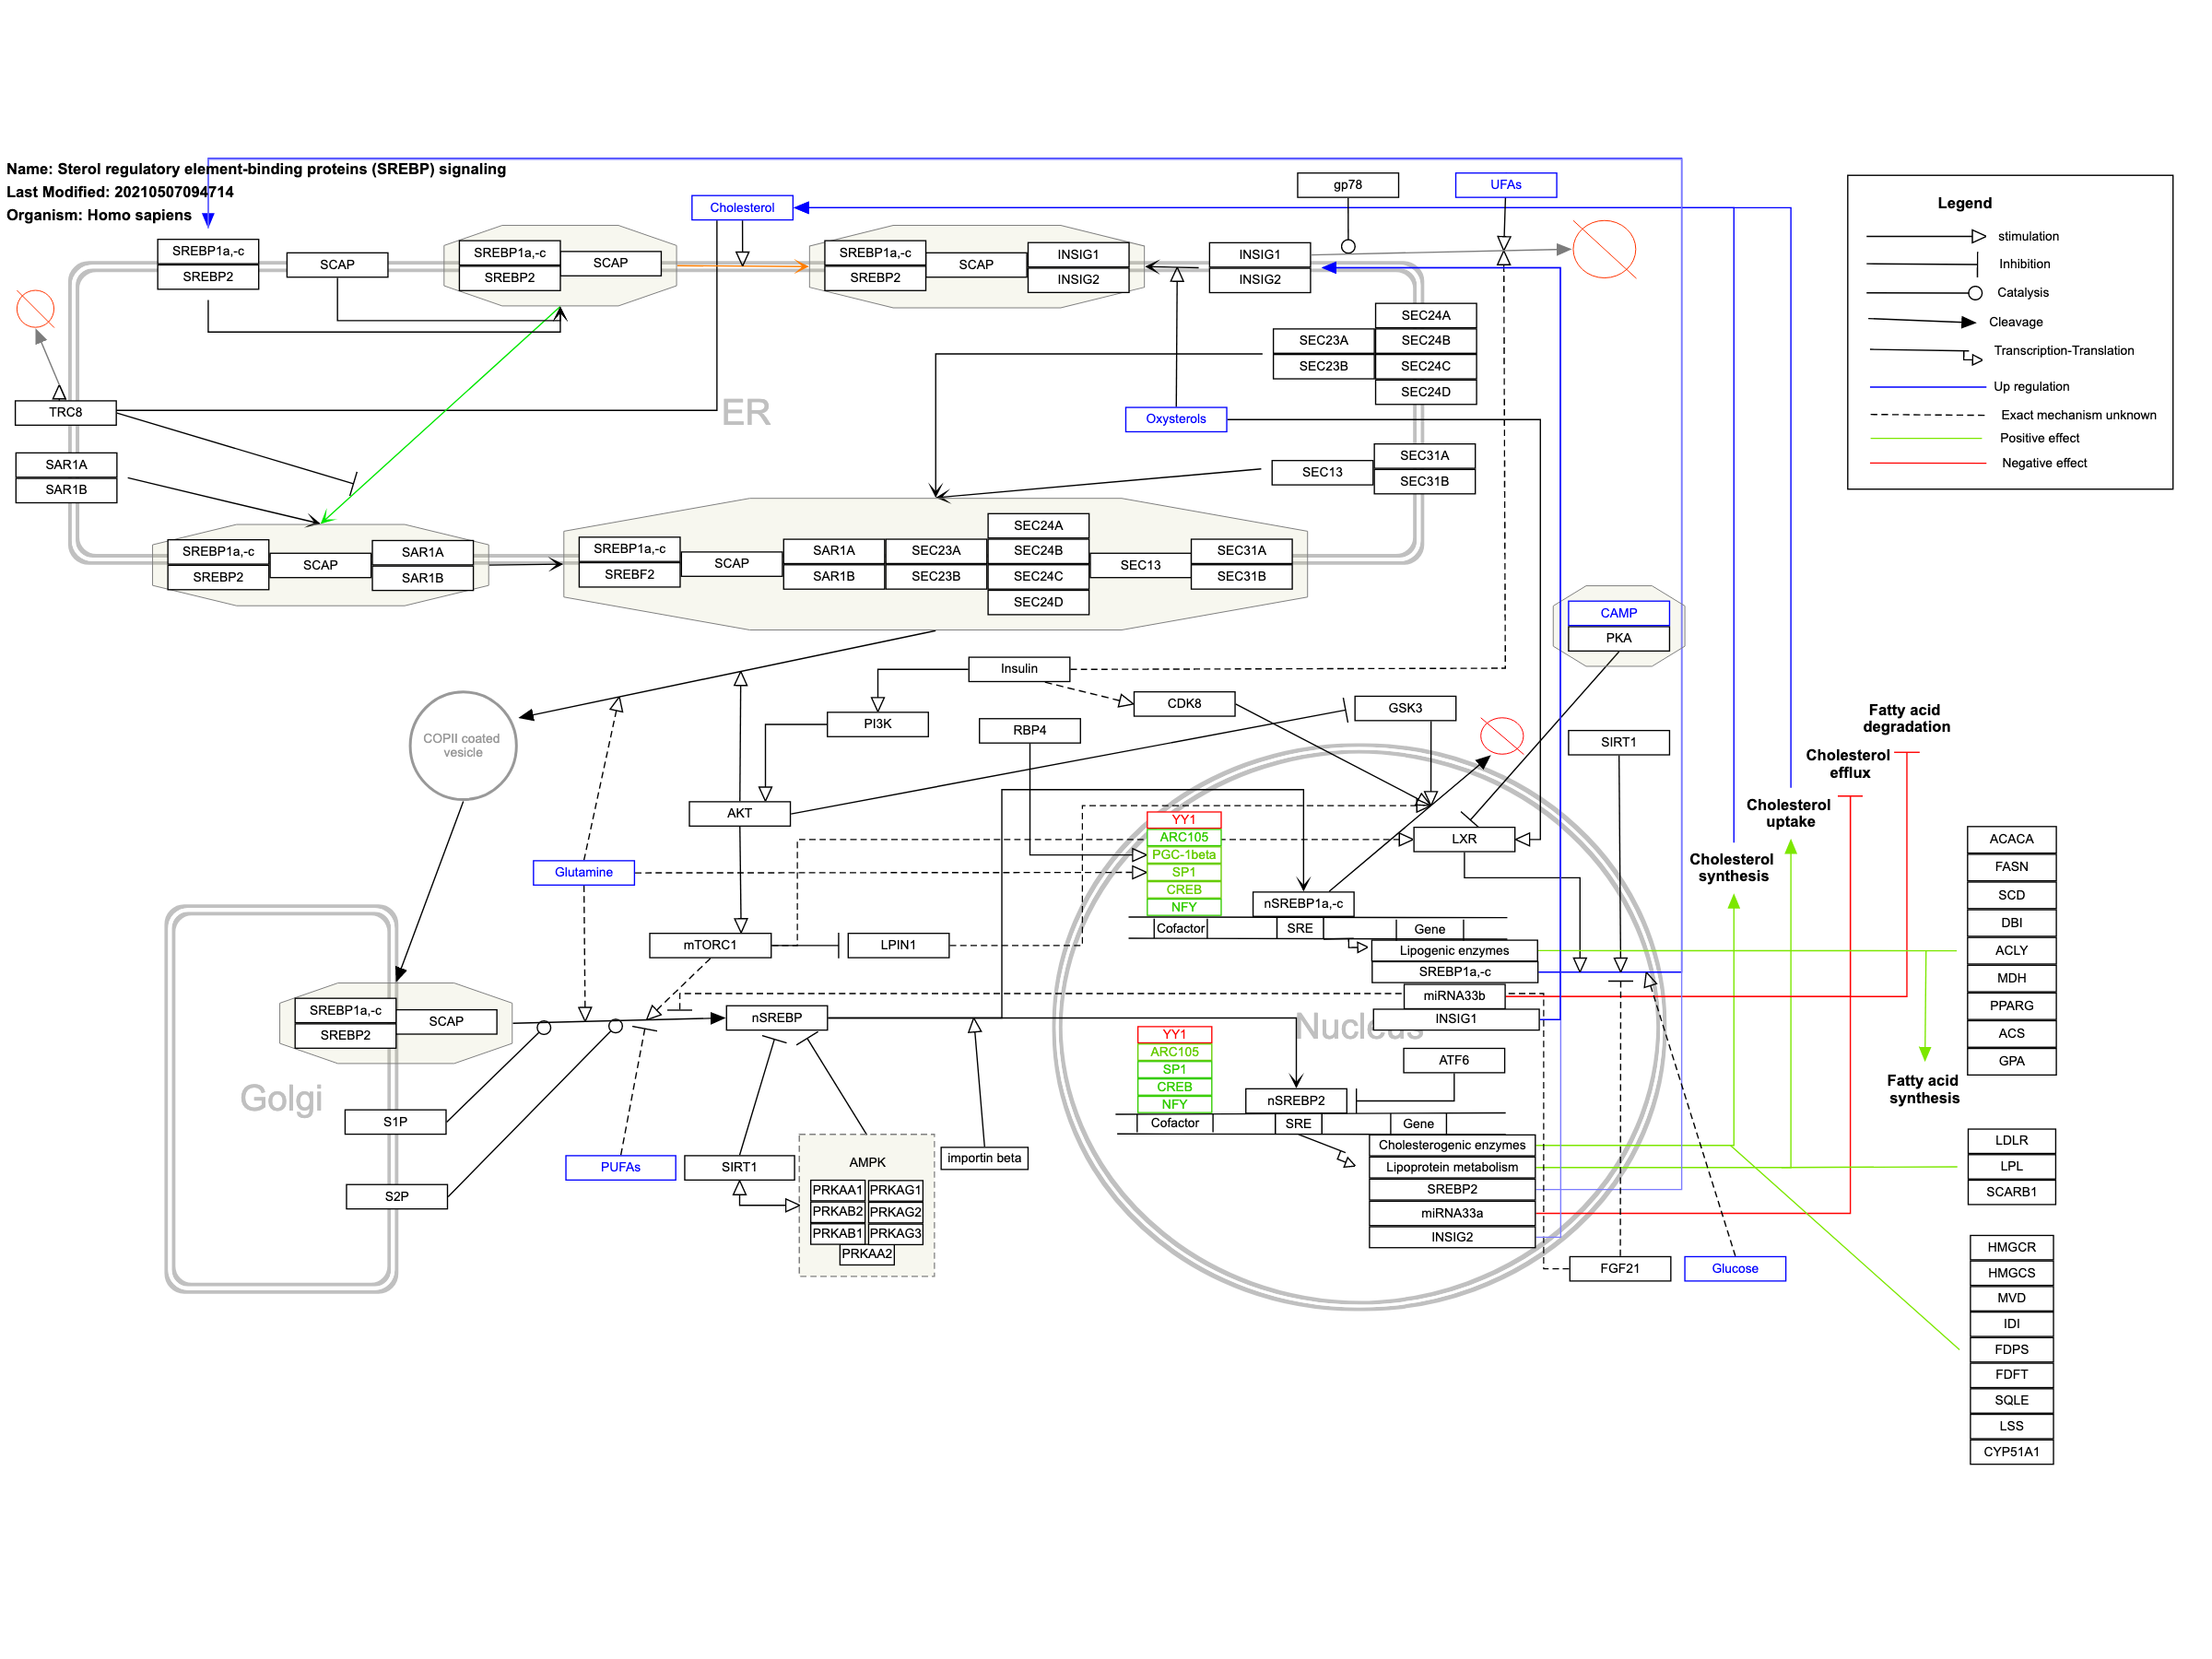 Name: Sterol regulatory element-binding proteins (SREBP) signaling
Last Modified: 20210507094714
Organism: Homo sapiens
Cholesterol
gp78
UFAs
SREBP1a,-c
SREBP2
SCAP
SREBP1a,-c
SREBP2
SCAP
SREBP1a,-c
SREBP2
SCAP
INSIG1
INSIG2
INSIG1
INSIG2
Legend
stimulation
Inhibition
Catalysis
Cleavage
Transcription-Translation
Up regulation
Exact mechanism unknown
Positive effect
Negative effect
SEC23A
SEC23B
SEC24A
SEC24B
SEC24C
SEC24D
TRC8
ER
Oxysterols
SAR1A
SAR1B
SEC13
SEC31A
SEC31B
SREBP1a,-c
SREBP2
SCAP
SAR1A
SAR1B
SREBP1a,-c
SREBF2
SCAP
SAR1A
SAR1B
SEC23A
SEC23B
SEC24A
SEC24B
SEC24C
SEC24D
SEC13
SEC31A
SEC31B
CAMP
PKA
Insulin
CDK8
GSK3
PI3K
RBP4
SIRT1
COPII coated
vesicle
AKT
Fatty acid
degradation
Cholesterol
efflux
Cholesterol
uptake
Cholesterol
synthesis
YY1
ARC105
PGC-1beta
SP1
CREB
NFY
LXR
Glutamine
nSREBP1a,-c
Cofactor
SRE
Gene
mTORC1
LPIN1
Lipogenic enzymes
SREBP1a,-c
miRNA33b
INSIG1
Nucleus
SREBP1a,-c
SREBP2
SCAP
nSREBP
YY1
ARC105
SP1
CREB
NFY
ATF6
nSREBP2
Cofactor
SRE
Gene
Golgi
S1P
S2P
PUFAs
SIRT1
AMPK
PRKAA1
PRKAG1
PRKAB2
PRKAG2
PRKAB1
PRKAG3
PRKAA2
importin beta
Cholesterogenic enzymes
Lipoprotein metabolism
SREBP2
miRNA33a
INSIG2
FGF21
Glucose
Fatty acid
synthesis
ACACA
FASN
SCD
DBI
ACLY
MDH
PPARG
ACS
GPA
LDLR
LPL
SCARB1
HMGCR
HMGCS
MVD
IDI
FDPS
FDFT
SQLE
LSS
CYP51A1